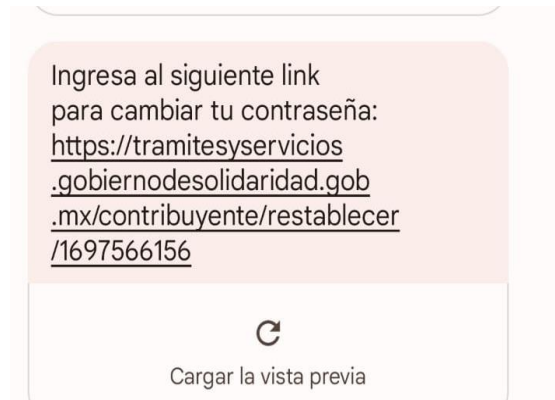 Ingresa al siguiente link
para cambiar tu contraseña:
https://tramitesyservicios
.gobiernodesolidaridad.gob
.mx/contribuyente/restablecer
/1697566156
Cargar la vista previa